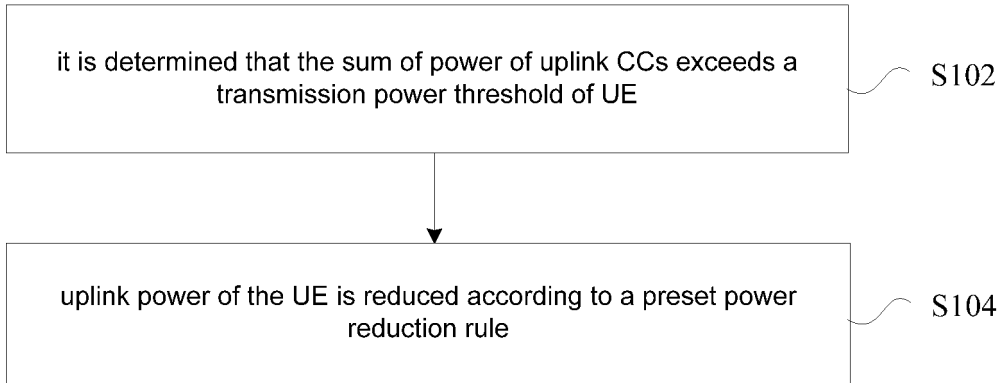 it is determined that the sum of power of uplink CCs exceeds a
transmission power threshold of UE
S102
uplink power of the UE is reduced according to a preset power
reduction rule
S104